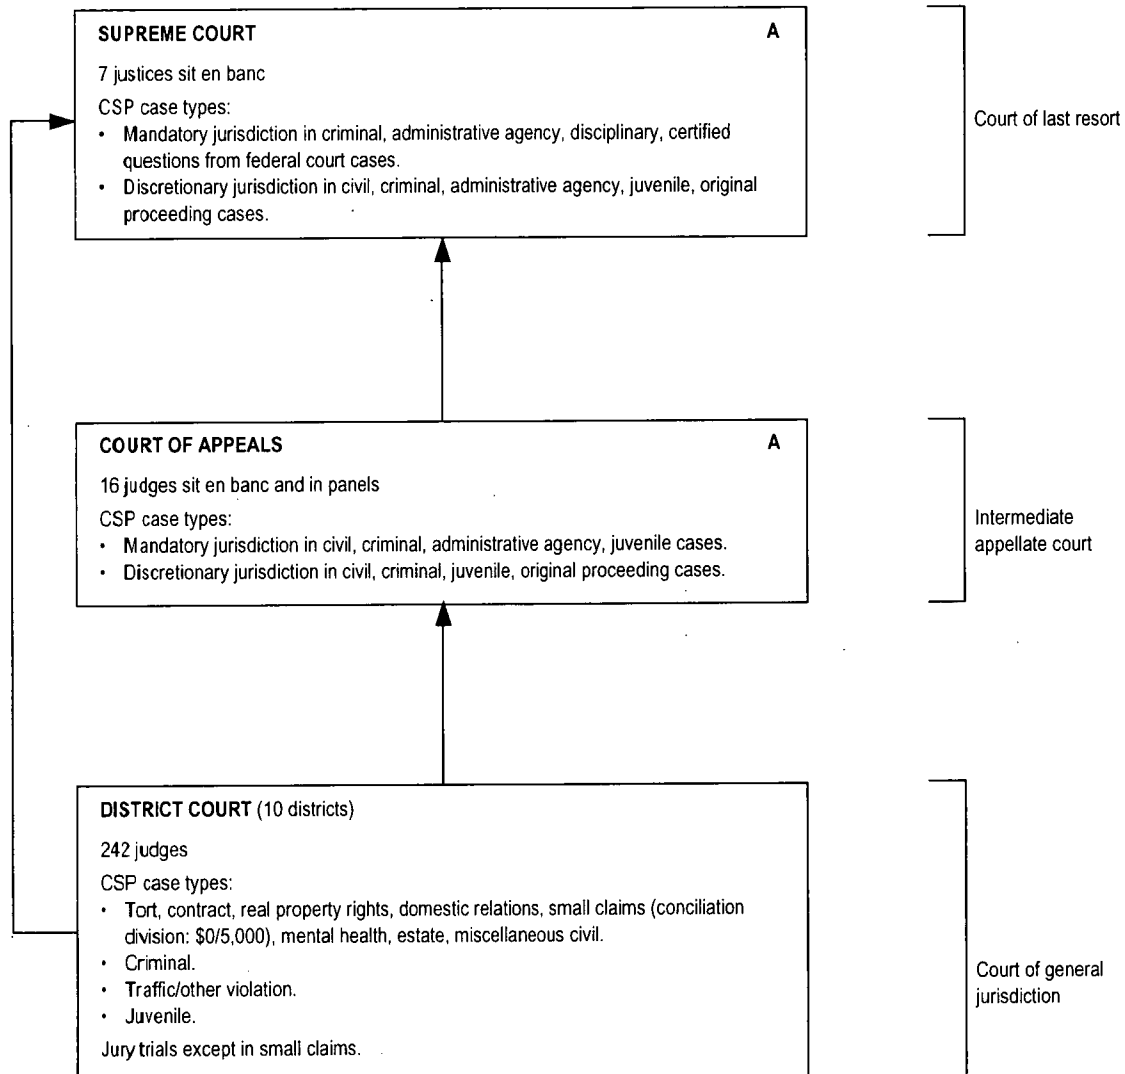 SUPREME COURT A
7 justices sit en banc
CSP case types:
• Mandatory jurisdiction in criminal, administrative agency, disciplinary, certified
questions from federal court cases.
• Discretionary jurisdiction in civil, criminal, administrative agency, juvenile, original
proceeding cases.
Court of last resort
COURT OF APPEALS A
16 judges sit en banc and in panels
CSP case types:
• Mandatory jurisdiction in civil, criminal, administrative agency, juvenile cases.
• Discretionary jurisdiction in civil, criminal, juvenile, original proceeding cases.
Intermediate
appellate court
DISTRICT COURT (10 districts)
242 judges
CSP case types:
• Tort, contract, real property rights, domestic relations, small claims (conciliation
division: $0/5,000), mental health, estate, miscellaneous civil.
• Criminal.
• Traffic/other violation.
• Juvenile.
Jury trials except in small claims.
Court of general
jurisdiction